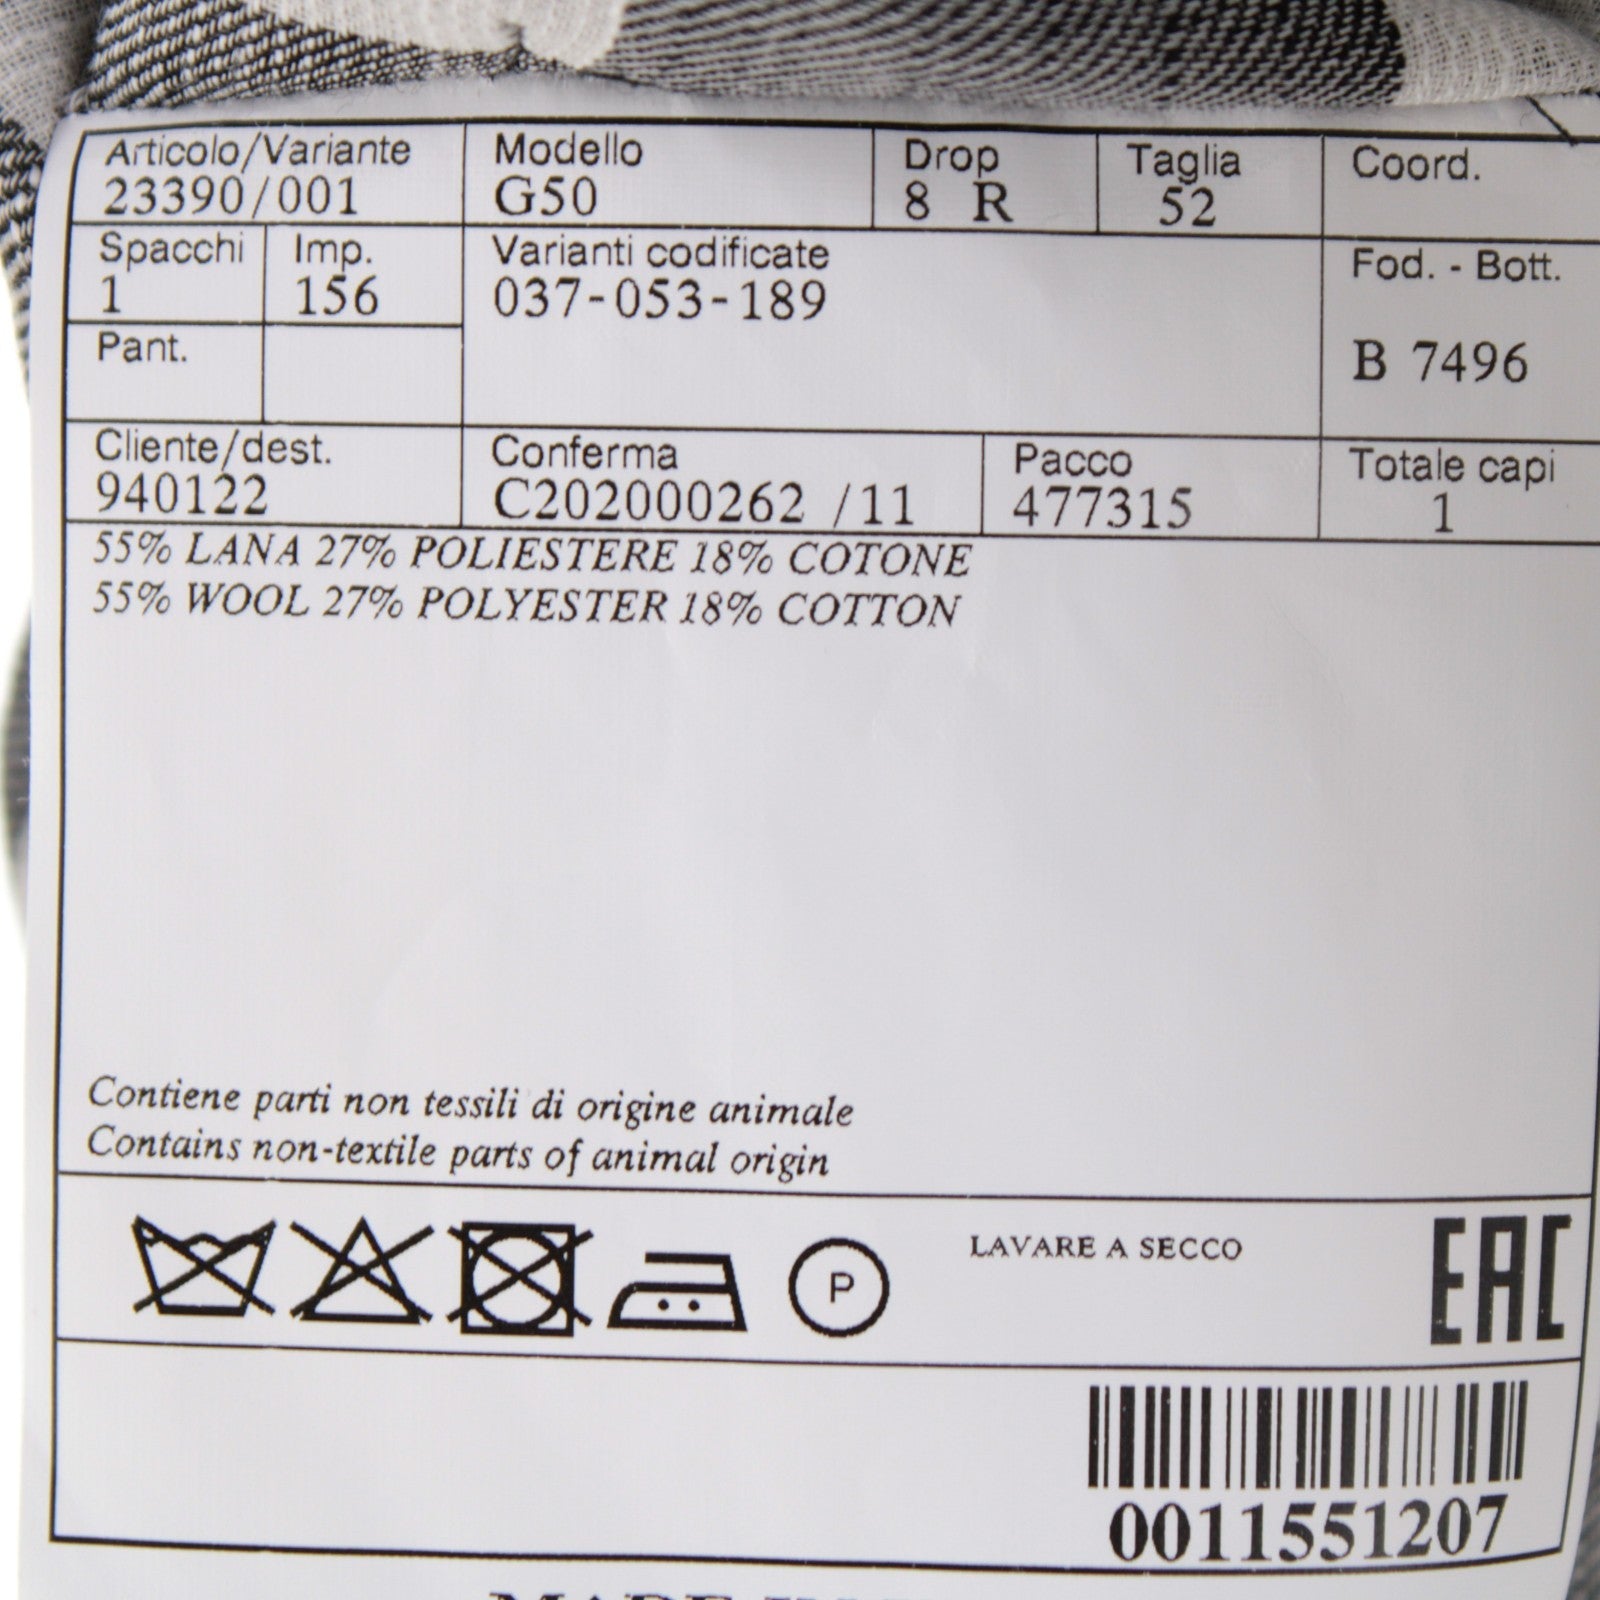 Articolo/Variante Modello Drop Taglia Coord.
23390/001 G50 8 R 52
Spacchi Imp. Varianti codificate Fod. - Bott.
1 156 037-053-189
Pant. B 7496
Cliente/dest. Conferma Pacco Totale capi
940122 C202000262 /11 477315 1
55% LANA 27% POLIESTERE 18% COTONE
55% WOOL 27% POLYESTER 18% COTTON
Contiene parti non tessili di origine animale
Contains non-textile parts of animal origin
P LAVARE A SECCO EAC
0011551207